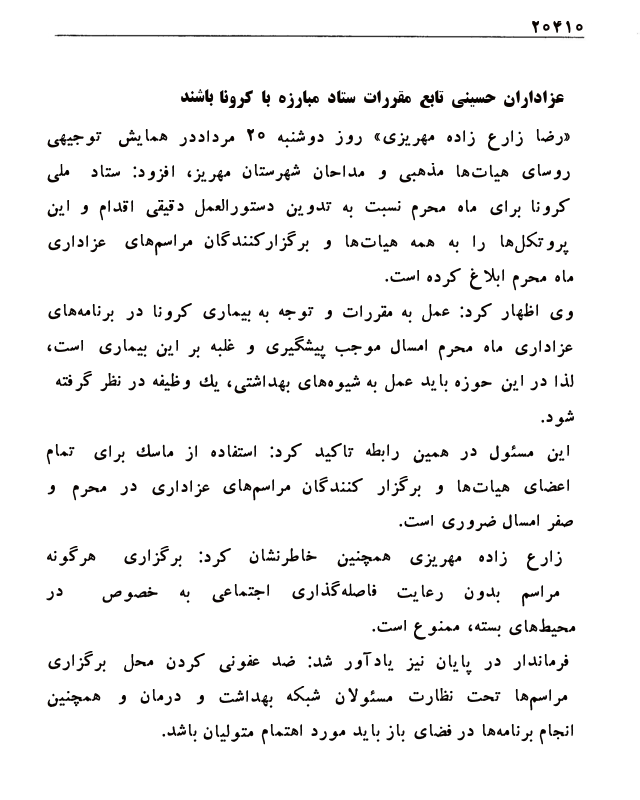 ۲۰۴۱۰
عزاداران حسینی تابع مقررات ستاد مبارزه با کرونا باشند
«رضا زارع زاده مهریزی» روز دوشنبه ۲۰ مرداددر همایش توجیهی
روسای هیات‌ها مذهبی و مداحان شهرستان مهریز، افزود: ستاد ملی
کرونا برای ماه محرم نسبت به تدوین دستورالعمل دقیقی اقدام و این
پروتکل‌ها را به همه هیات‌ها و برگزارکنندگان مراسم‌های عزاداری
ماه محرم ابلاغ کرده است.
وی اظهار کرد: عمل به مقررات و توجه به بیماری کرونا در برنامه‌های
عزاداری ماه محرم امسال موجب پیشگیری و غلبه بر این بیماری است،
لذا در این حوزه باید عمل به شیوه‌های بهداشتی، یك وظیفه در نظر گرفته
شود.
این مسئول در همین رابطه تاکید کرد: استفاده از ماسك برای تمام
اعضای هیات‌ها و برگزار کنندگان مراسم‌های عزاداری در محرم و
صفر امسال ضروری است.
زارع زاده مهریزی همچنین خاطرنشان کرد: برگزاری هرگونه
مراسم بدون رعایت فاصله‌گذاری اجتماعی به خصوص در
محیط‌های بسته، ممنوع است.
فرماندار در پایان نیز یادآور شد: ضد عفونی کردن محل برگزاری
مراسم‌ها تحت نظارت مسئولان شبکه بهداشت و درمان و همچنین
انجام برنامه‌ها در فضای باز باید مورد اهتمام متولیان باشد.